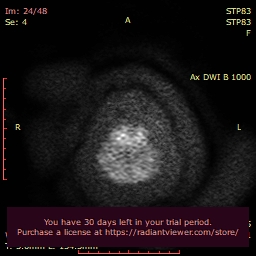 Im: 24/48
Se: 4
A
STP83
STP83
F
Ax DWI B 1000
R
L
You have 30 days left in your trial period.
Purchase a license at https://radiantviewer.com/store/